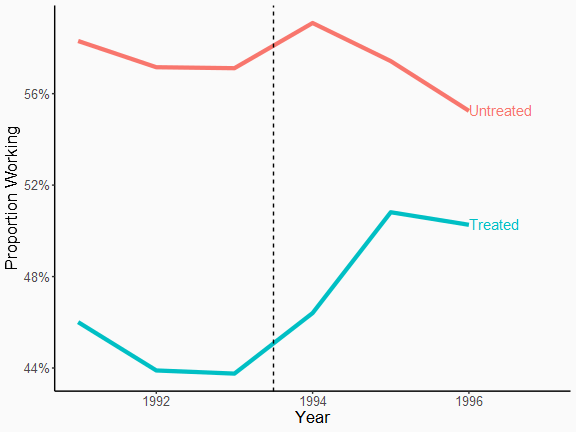 Proportion Working
56%
52%
48%
44%
Untreated
Treated
1992
1994
1996
Year